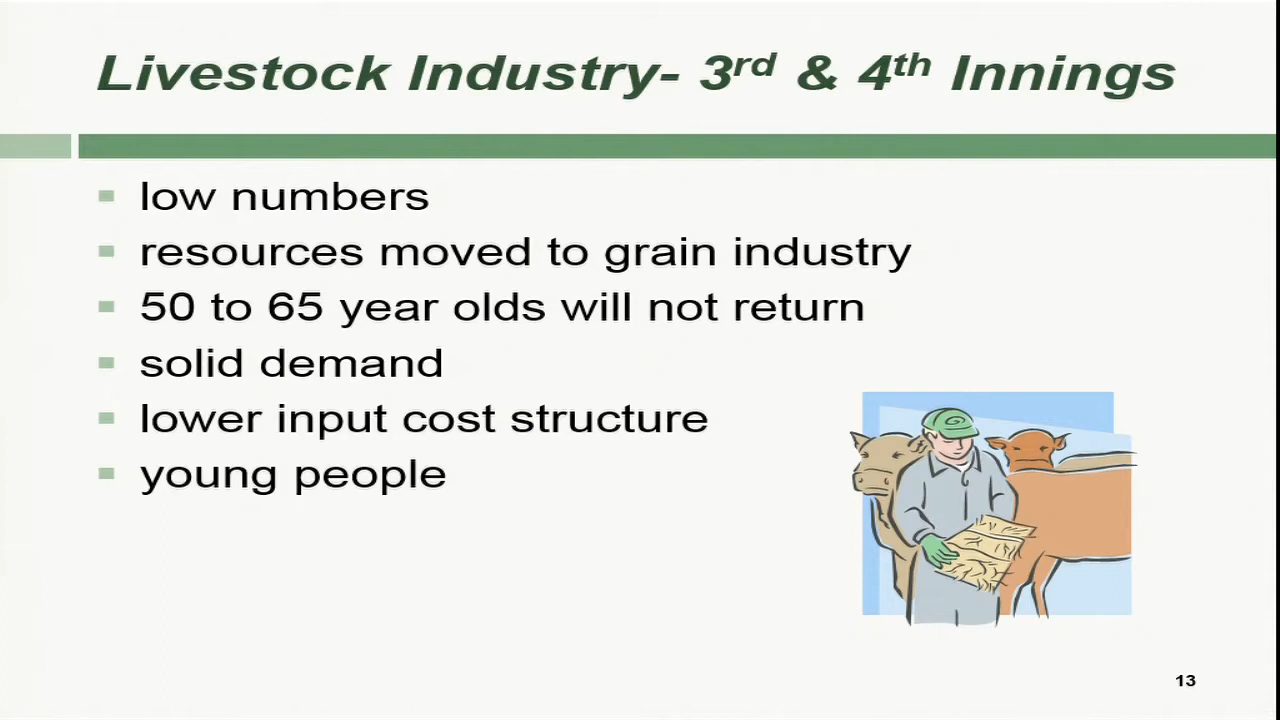 Livestock Industry- 3rd & 4th Innings
low numbers
resources moved to grain industry
50 to 65 year olds will not return
solid demand
lower input cost structure
young people
13